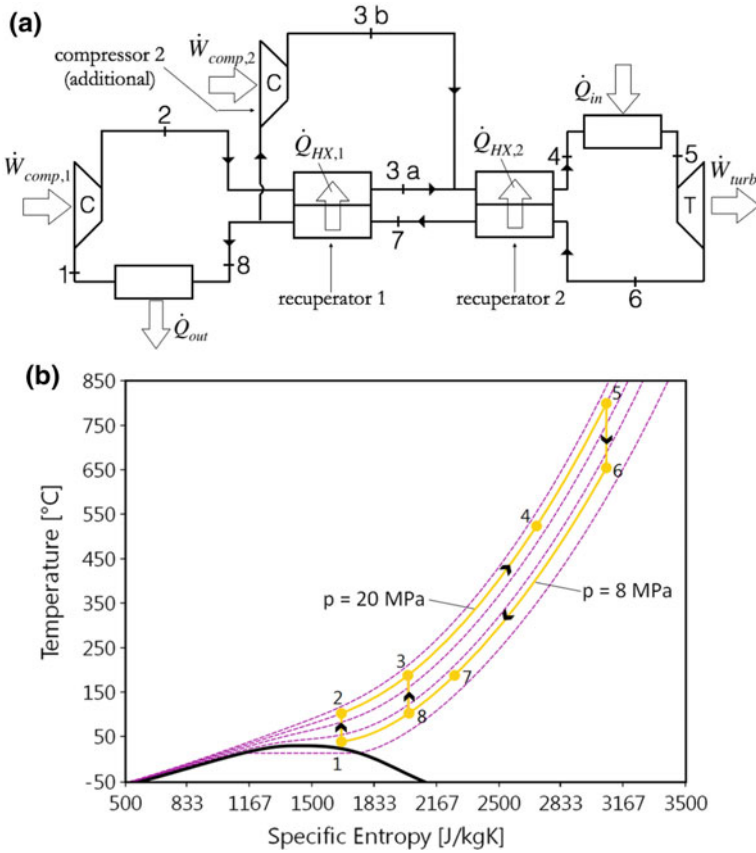 (a)
3 b
compressor 2
(additional)
Ẇcomp,2
C
2
Q̇HX,1
3 a
Q̇HX,2
Q̇in
4
5
Ẇcomp,1
C
Ẇturb
T
1
8
7
6
Q̇out
recuperator 1
recuperator 2
(b)
850
750
650
550
450
350
250
150
50
-50
Temperature [°C]
5
6
4
p = 20 MPa
p = 8 MPa
3
7
2
8
1
500
833
1167
1500
1833
2167
2500
2833
3167
3500
Specific Entropy [J/kgK]